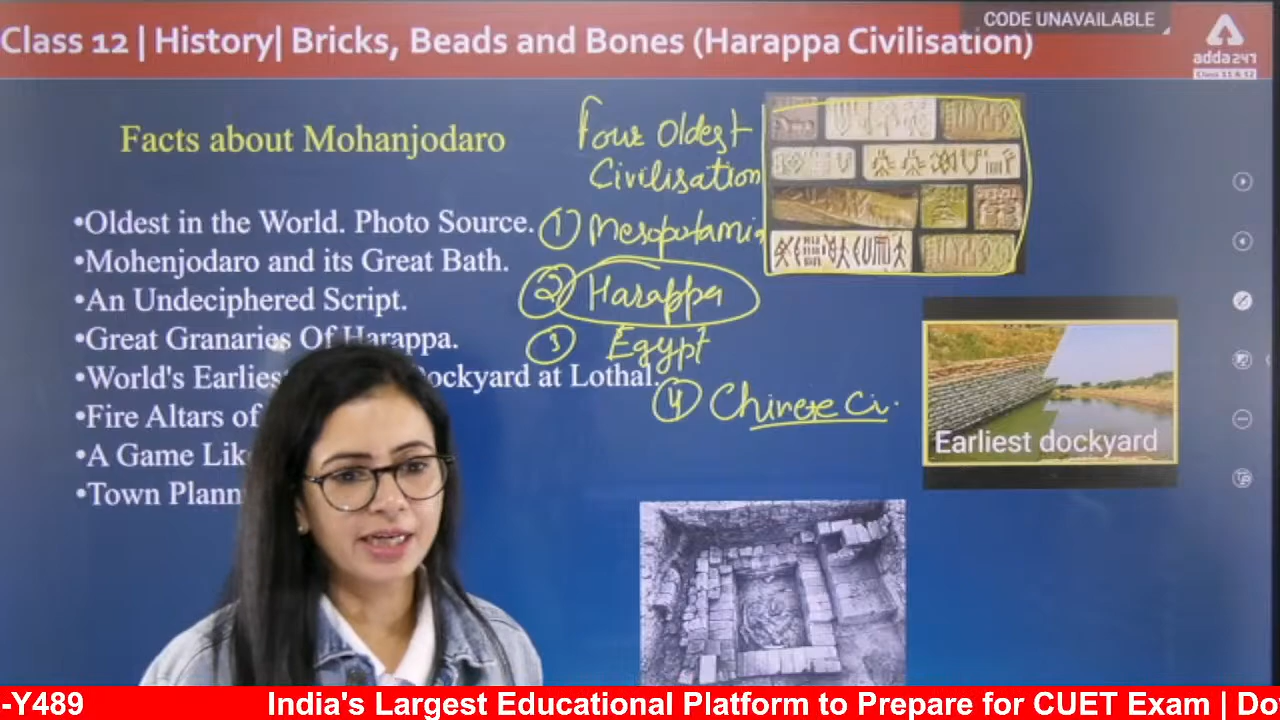 CODE UNAVAILABLE
Class 12 | History| Bricks, Beads and Bones (Harappa Civilisation)
adda247
Class 11 & 12
Facts about Mohanjodaro
•Oldest in the World. Photo Source.
•Mohenjodaro and its Great Bath.
•An Undeciphered Script.
•Great Granaries Of Harappa.
•World's Earliest Dockyard at Lothal.
•Fire Altars of
•A Game Like
•Town Plann
Four Oldest
Civilisation
① Mesopotamia
② Harappa
③ Egypt
④ Chinese Ci.
Earliest dockyard
-Y489 India's Largest Educational Platform to Prepare for CUET Exam | Do